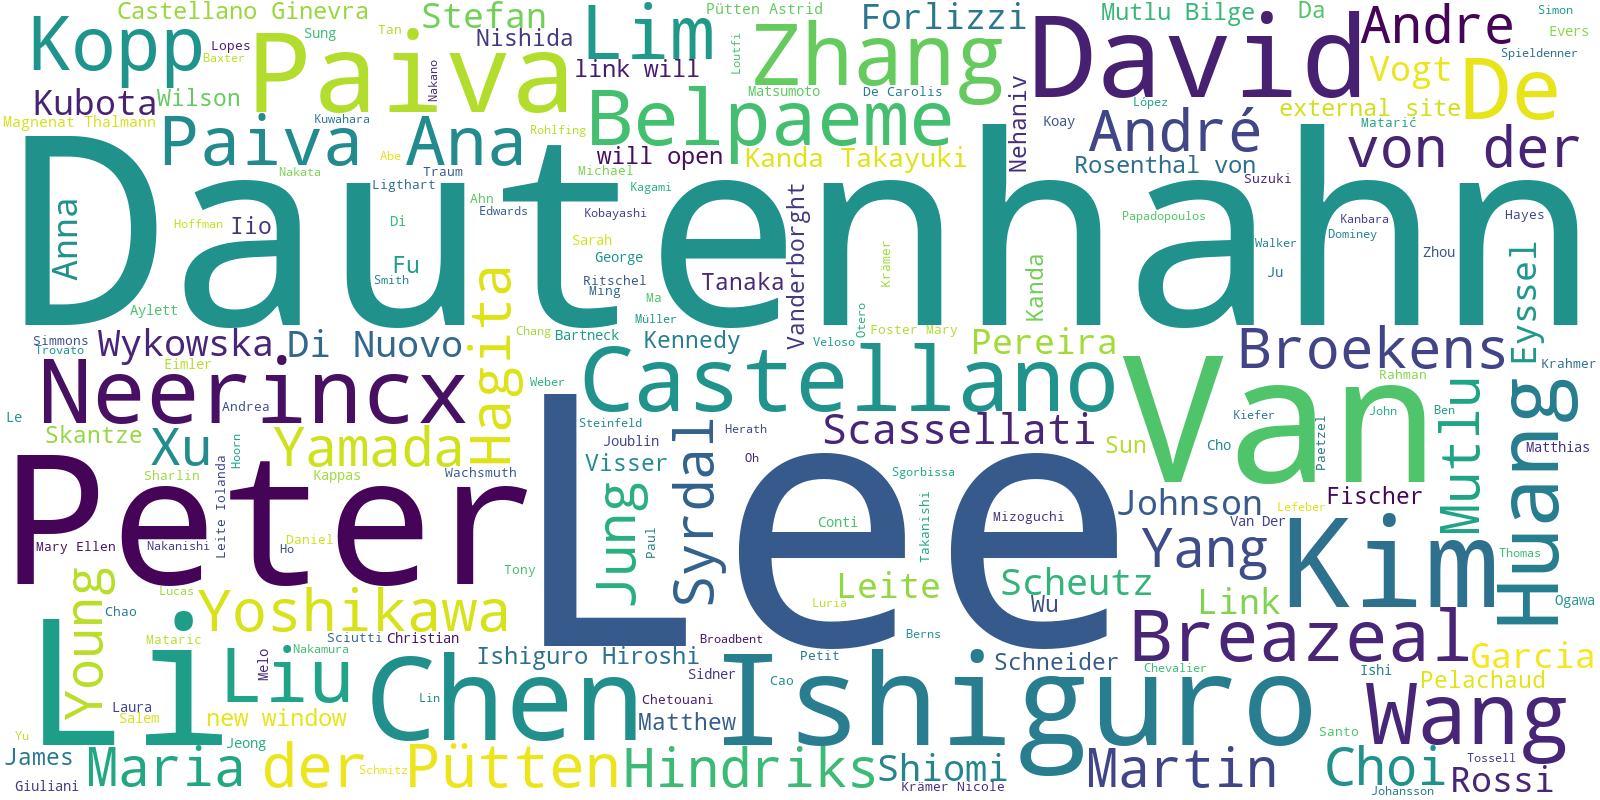 Castellano Ginevra
Stefan
Pütten Astrid
Forlizzi
Mutlu Bilge
Da
Simon
Kopp
Lopes
Baxter
Sung
Paiva
Tan
Nishida
Lim
Loutfi
Zhang
David
Andre
Evers
Spieldenner
Kubota
Wilson
Nakano
link will
Matsumoto
De Carolis
Vogt
De
Magnenat Thalmann
Kuwahara
Belpaeme
Nehaniv
Koay
López
external site
Matarić
Paiva Ana
Rohlfing
André
von der
Abe
will open
Kanda Takayuki
Rosenthal von
Nakata
Traum
Michael
Suzuki
Dautenhahn
Ligthart
Kagami
Anna
Ahn
Edwards
Kobayashi
Vanderborght
Papadopoulos
Kanbara
Hayes
Hoffman
Iio
Di
Sarah
Krämer
Walker
Dominey
Eyssel
Fu
George
Kanda
Zhou
Smith
Hagita
Ritschel
Ming
Tanaka
Ju
Aylett
Ma
Müller
Otero
Simmons
Trovato
Wykowska
Di Nuovo
Chang
Bartneck
Kennedy
Veloso
Foster Mary
Pereira
Broekens
Eimler
Krahmer
Neerincx
Weber
Castellano
Van
Rahman
Huang
Le
Andrea
Steinfeld
Herath
Kiefer
John
Ben
Mutlu
Skantze
Xu
Hoorn
Yamada
Joublin
Syrdal
Scassellati
Sun
Cho
Paetzel
Matthias
Peter
Sharlin
Leite Iolanda
Kappas
Wachsmuth
Visser
Oh
Lee
Sgorbissa
Jung
Johnson
Fischer
Lefeber
Mary Ellen
Nakanishi
Ho
Daniel
Paul
Conti
Takanishi
Mizoguchi
Yang
Van Der
Kim
Thomas
Young
Tony
Leite
Scheutz
Link
Ogawa
Chao
Lucas
Yoshikawa
Luria
Wu
Li
Mataric
Sciutti
Christian
Broadbent
Berns
Breazeal
Liu
Melo
Nakamura
Chen
Ishiguro Hiroshi
Petit
Ishiguro
Schneider
Chevalier
Ishi
Garcia
Sidner
Cao
Pelachaud
Laura
Salem
new window
Lin
Chetouani
Matthew
Wang
Yu
Jeong
Santo
James
Maria
der
Schmitz
Pütten
Hindriks
Shiomi
Martin
Choi
Tossell
Rossi
Giuliani
Krämer Nicole
Johansson